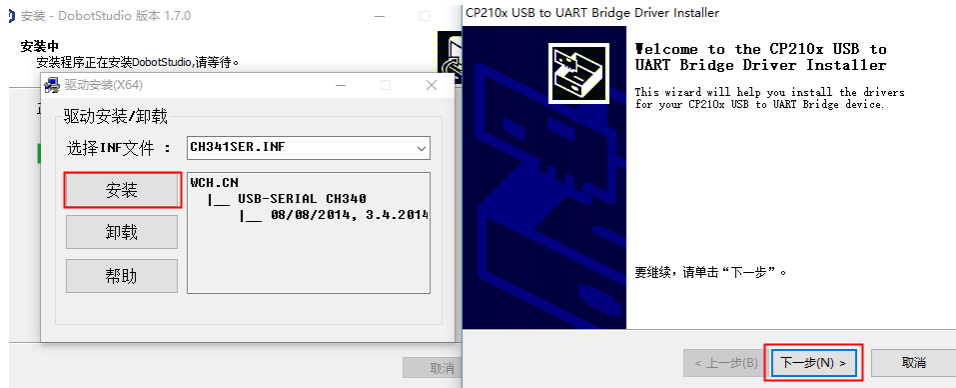 安装 - DobotStudio 版本 1.7.0
安装中
安装程序正在安装DobotStudio,请等待。
驱动安装(X64)
驱动安装/卸载
选择INF文件 :
CH341SER.INF
安装
卸载
帮助
WCH.CN
|__ USB-SERIAL CH340
|__ 08/08/2014, 3.4.2014
取消
CP210x USB to UART Bridge Driver Installer
Welcome to the CP210x USB to
UART Bridge Driver Installer
This wizard will help you install the drivers
for your CP210x USB to UART Bridge device.
要继续，请单击“下一步”。
< 上一步(B)
下一步(N) >
取消